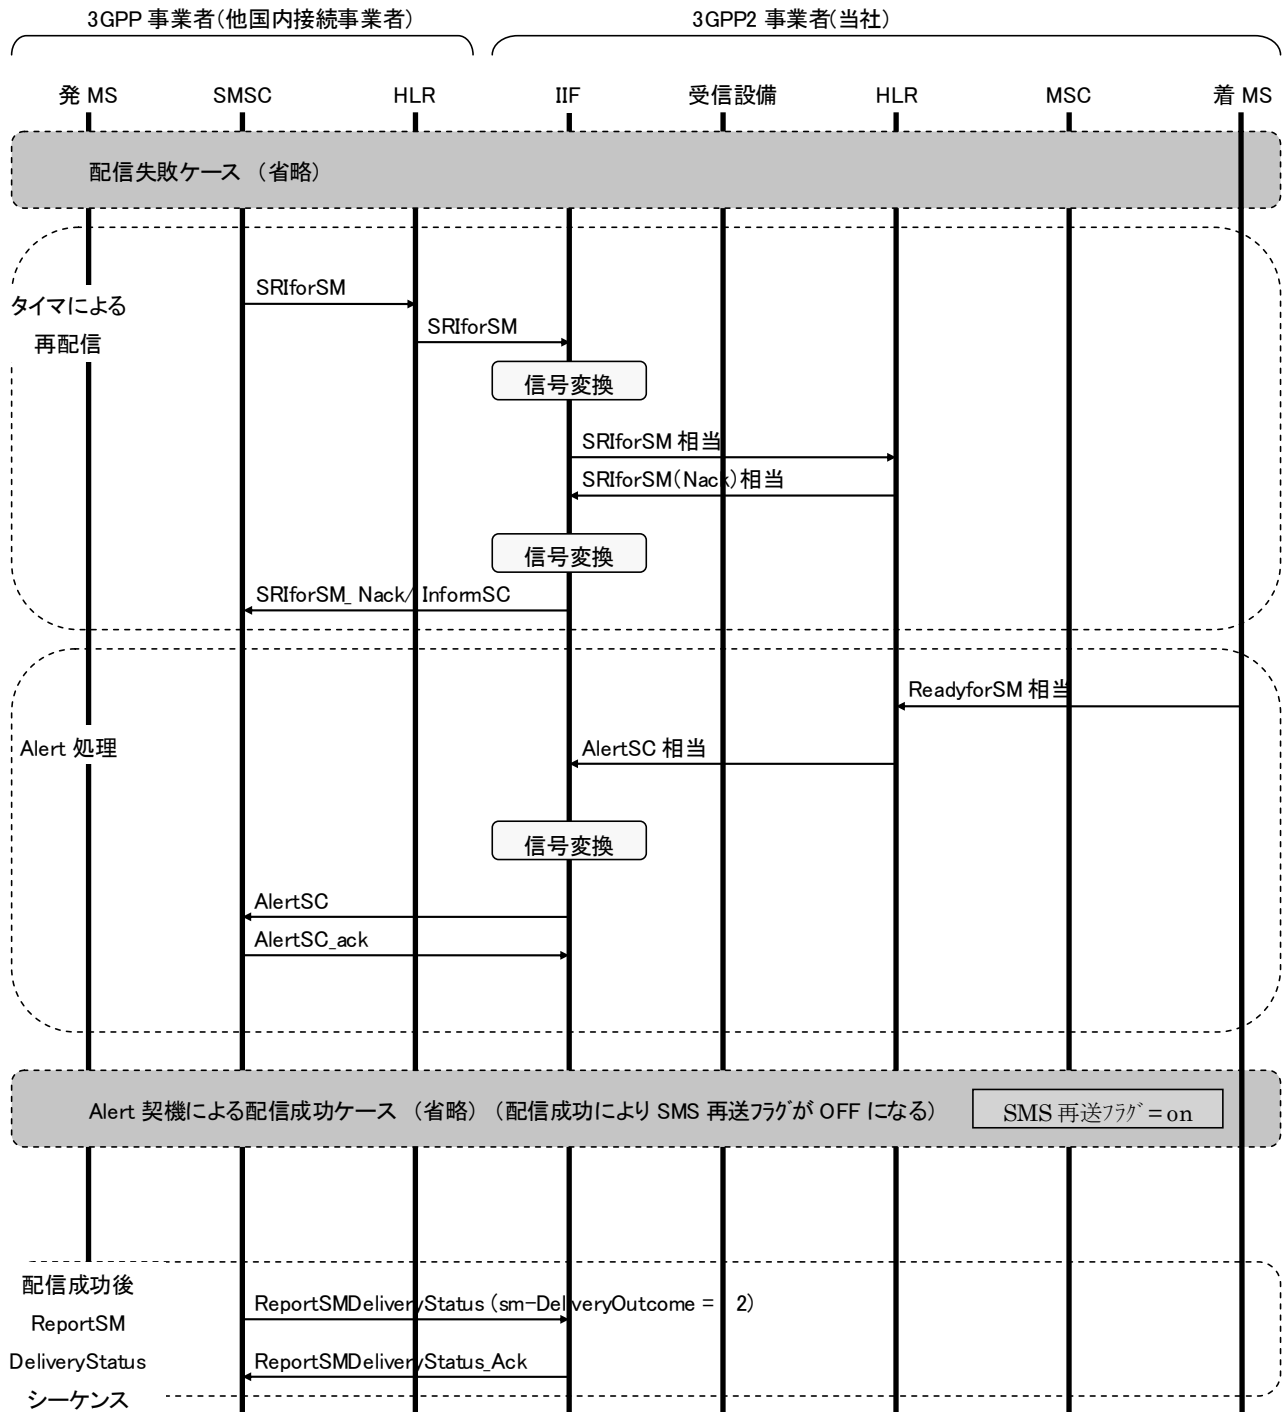 3GPP 事業者(他国内接続事業者)
3GPP2 事業者(当社)
発 MS SMSC HLR IIF 受信設備 HLR MSC 着 MS
配信失敗ケース （省略）
SRIforSM
タイマによる
再配信
SRIforSM
信号変換
SRIforSM 相当
SRIforSM(Nack)相当
信号変換
SRIforSM_ Nack/ InformSC
ReadyforSM 相当
Alert 処理
AlertSC 相当
信号変換
AlertSC
AlertSC_ack
Alert 契機による配信成功ケース （省略） （配信成功により SMS 再送ﾌﾗｸﾞが OFF になる）
SMS 再送ﾌﾗｸﾞ=on
配信成功後
ReportSM
DeliveryStatus
シーケンス
ReportSMDeliveryStatus (sm-DeliveryOutcome = 2)
ReportSMDeliveryStatus_Ack